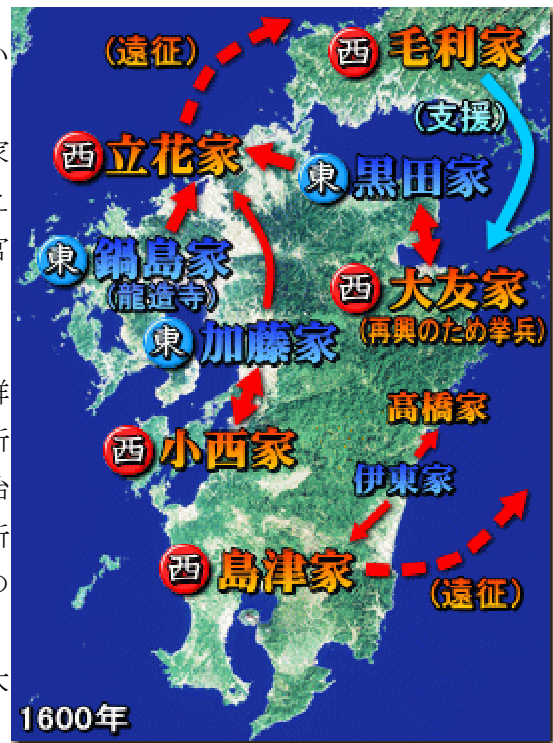 (遠征)
西 毛利家
(支援)
西 立花家
東 黒田家
東 鍋島家
(龍造寺)
西 大友家
(再興のため挙兵)
東 加藤家
高橋家
西 小西家
伊東家
西 島津家
(遠征)
1600年